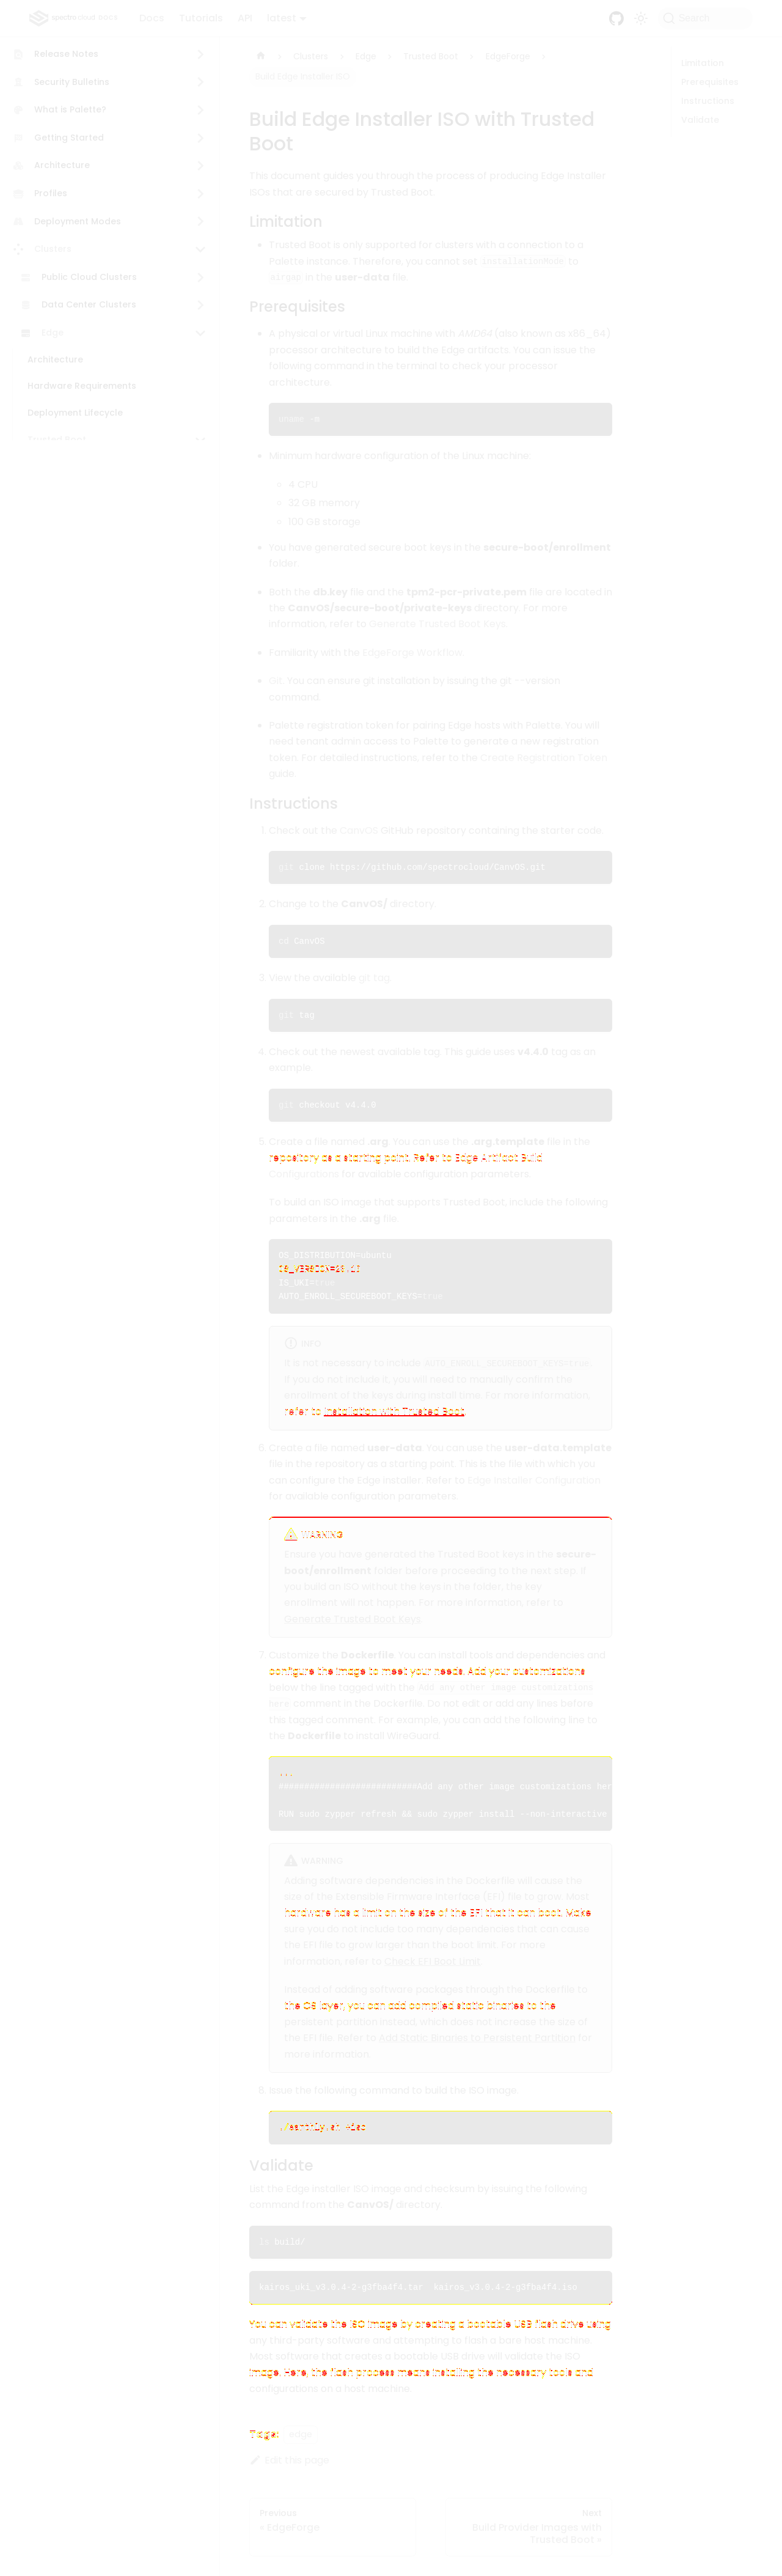 spectro cloud DOCS
Docs
Tutorials
API
latest
Search
Release Notes
Security Bulletins
What is Palette?
Getting Started
Architecture
Profiles
Deployment Modes
Clusters
Public Cloud Clusters
Data Center Clusters
Edge
Architecture
Hardware Requirements
Deployment Lifecycle
Trusted Boot
Clusters
Edge
Trusted Boot
EdgeForge
Build Edge Installer ISO
Limitation
Prerequisites
Instructions
Validate
Build Edge Installer ISO with Trusted
Boot
This document guides you through the process of producing Edge Installer
ISOs that are secured by Trusted Boot.
Limitation
Trusted Boot is only supported for clusters with a connection to a
Palette instance. Therefore, you cannot set installationMode to
airgap in the user-data file.
Prerequisites
A physical or virtual Linux machine with AMD64 (also known as x86_64)
processor architecture to build the Edge artifacts. You can issue the
following command in the terminal to check your processor
architecture.
uname -m
Minimum hardware configuration of the Linux machine:
4 CPU
32 GB memory
100 GB storage
You have generated secure boot keys in the secure-boot/enrollment
folder.
Both the db.key file and the tpm2-pcr-private.pem file are located in
the CanvOS/secure-boot/private-keys directory. For more
information, refer to Generate Trusted Boot Keys.
Familiarity with the EdgeForge Workflow.
Git. You can ensure git installation by issuing the git --version
command.
Palette registration token for pairing Edge hosts with Palette. You will
need tenant admin access to Palette to generate a new registration
token. For detailed instructions, refer to the Create Registration Token
guide.
Instructions
1. Check out the CanvOS GitHub repository containing the starter code.
git clone https://github.com/spectrocloud/CanvOS.git
2. Change to the CanvOS/ directory.
cd CanvOS
3. View the available git tag.
git tag
4. Check out the newest available tag. This guide uses v4.4.0 tag as an
example.
git checkout v4.4.0
5. Create a file named .arg. You can use the .arg.template file in the
repository as a starting point. Refer to Edge Artifact Build
Configurations for available configuration parameters.
To build an ISO image that supports Trusted Boot, include the following
parameters in the .arg file.
OS_DISTRIBUTION=ubuntu
OS_VERSION=23.10
IS_UKI=true
AUTO_ENROLL_SECUREBOOT_KEYS=true
INFO
It is not necessary to include AUTO_ENROLL_SECUREBOOT_KEYS=true.
If you do not include it, you will need to manually confirm the
enrollment of the keys during install time. For more information,
refer to Installation with Trusted Boot.
6. Create a file named user-data. You can use the user-data.template
file in the repository as a starting point. This is the file with which you
can configure the Edge installer. Refer to Edge Installer Configuration
for available configuration parameters.
WARNING
Ensure you have generated the Trusted Boot keys in the secure-
boot/enrollment folder before proceeding to the next step. If
you build an ISO without the keys in the folder, the key
enrollment will not happen. For more information, refer to
Generate Trusted Boot Keys.
7. Customize the Dockerfile. You can install tools and dependencies and
configure the image to meet your needs. Add your customizations
below the line tagged with the Add any other image customizations
here comment in the Dockerfile. Do not edit or add any lines before
this tagged comment. For example, you can add the following line to
the Dockerfile to install WireGuard.
...
###########################Add any other image customizations her
RUN sudo zypper refresh && sudo zypper install --non-interactive
WARNING
Adding software dependencies in the Dockerfile will cause the
size of the Extensible Firmware Interface (EFI) file to grow. Most
hardware has a limit on the size of the EFI that it can boot. Make
sure you do not include too many dependencies that can cause
the EFI file to grow larger than the boot limit. For more
information, refer to Check EFI Boot Limit.
Instead of adding software packages through the Dockerfile to
the OS layer, you can add compiled static binaries to the
persistent partition instead, which does not increase the size of
the EFI file. Refer to Add Static Binaries to Persistent Partition for
more information.
8. Issue the following command to build the ISO image.
./earthly.sh +iso
Validate
List the Edge installer ISO image and checksum by issuing the following
command from the CanvOS/ directory.
ls build/
You can validate the ISO image by creating a bootable USB flash drive using
any third-party software and attempting to flash a bare host machine.
Most software that creates a bootable USB drive will validate the ISO
image. Here, the flash process means installing the necessary tools and
configurations on a host machine.
Tags:
edge
Edit this page
Previous
« EdgeForge
Next
Build Provider Images with
Trusted Boot »